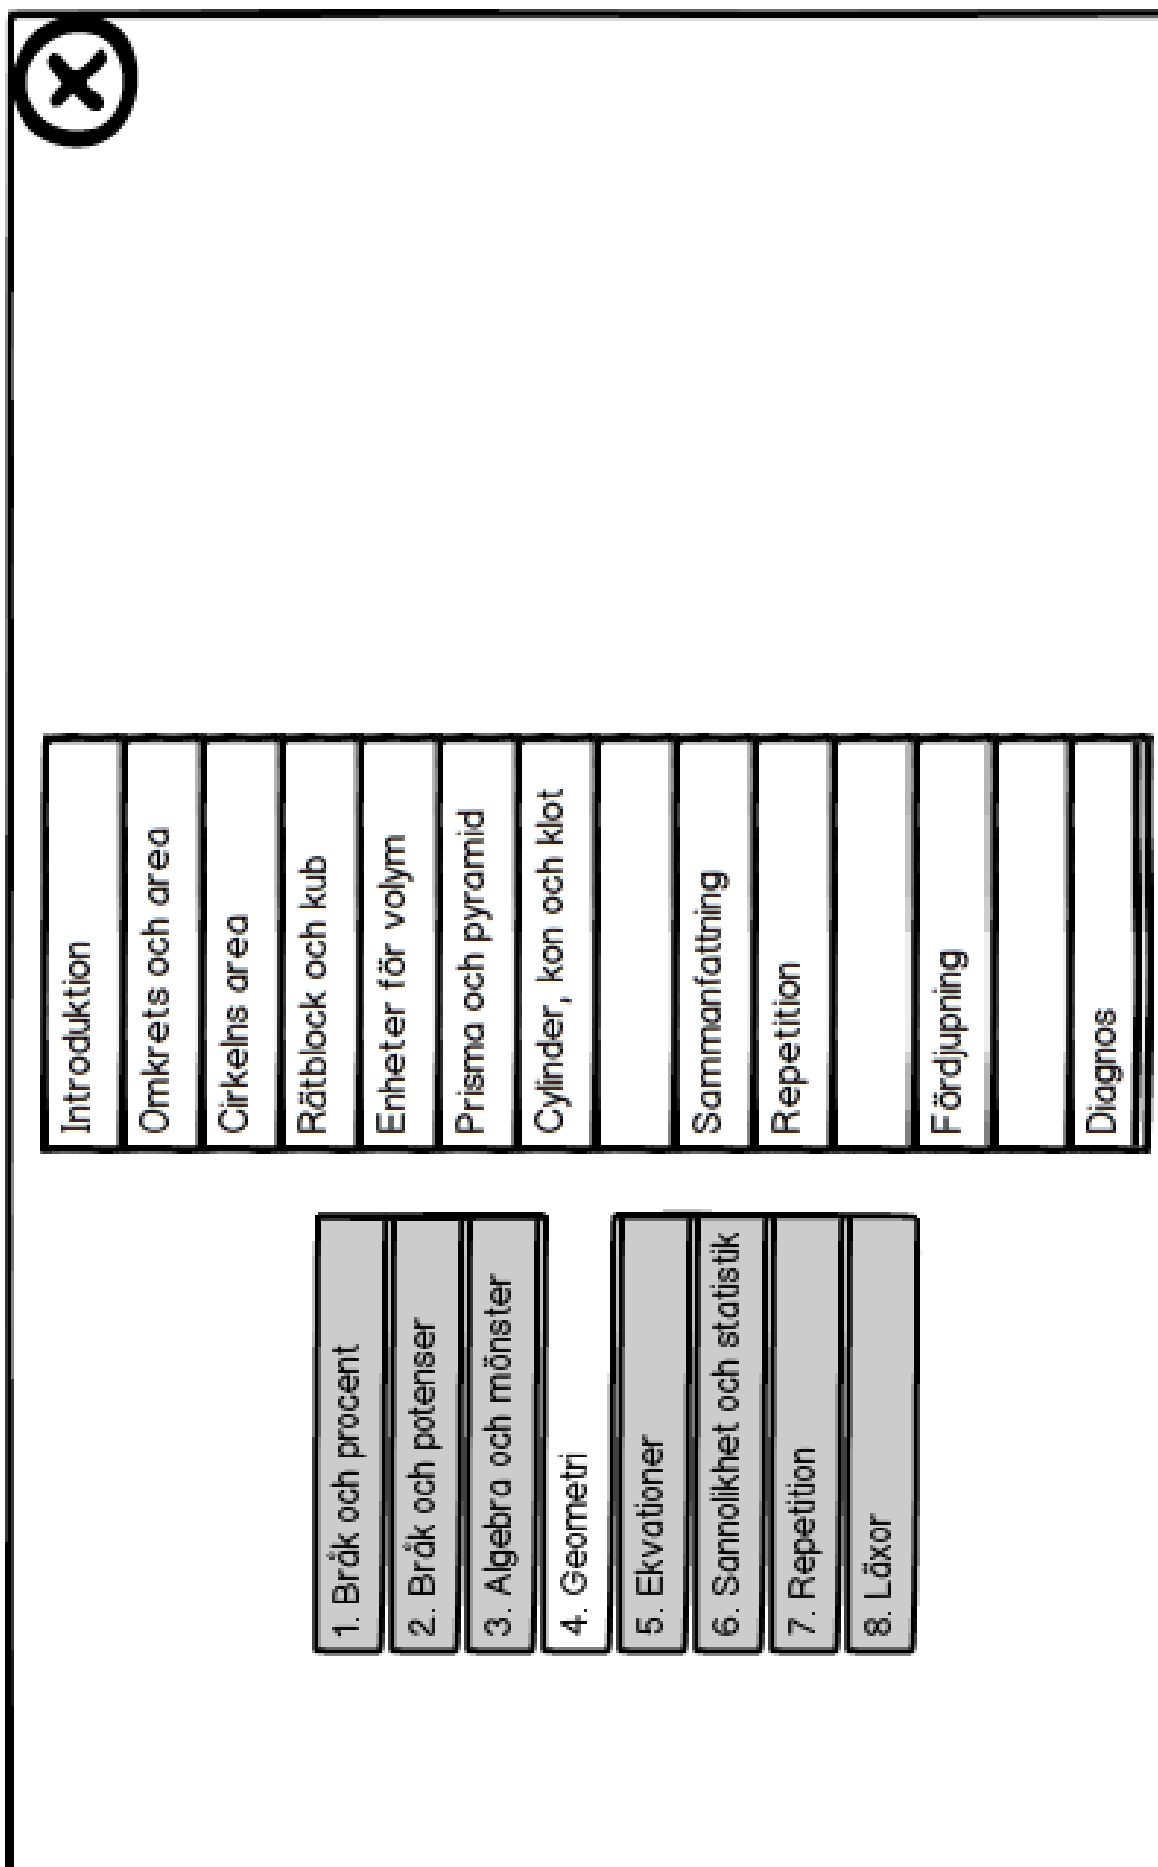 1. Bråk och procent
2. Bråk och potenser
3. Algebra och mönster
4. Geometri
5. Ekvationer
6. Sannolikhet och statistik
7. Repetition
8. Läxor
Introduktion
Omkrets och area
Cirkelns area
Rätblock och kub
Enheter för volym
Prisma och pyramid
Cylinder, kon och klot
Sammanfattning
Repetition
Fördjupning
Diagnos